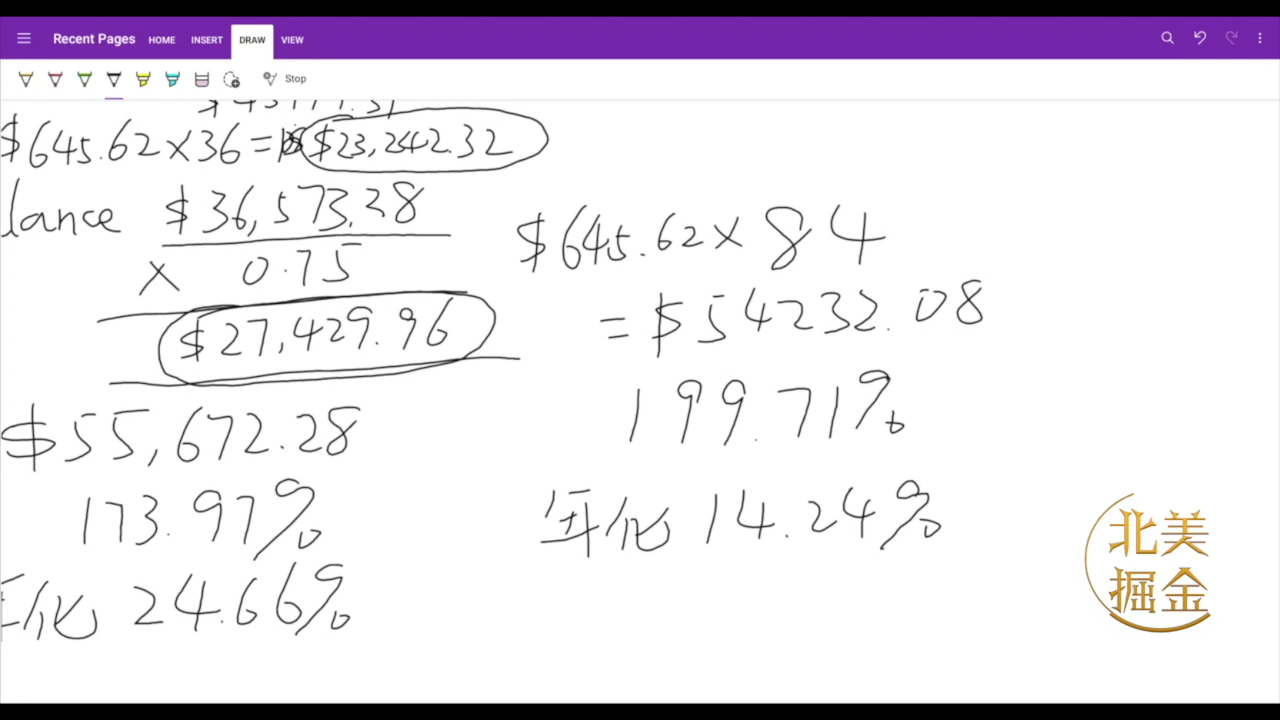 Recent Pages HOME INSERT DRAW VIEW
Stop
$645.62×36=$23,242.32
lance $36,573.28
× 0.75
$27,429.96
$55,672.28
173.97%
年化 24.66%
$645.62×84
=$54232.08
199.71%
年化 14.24%
北美
掘金